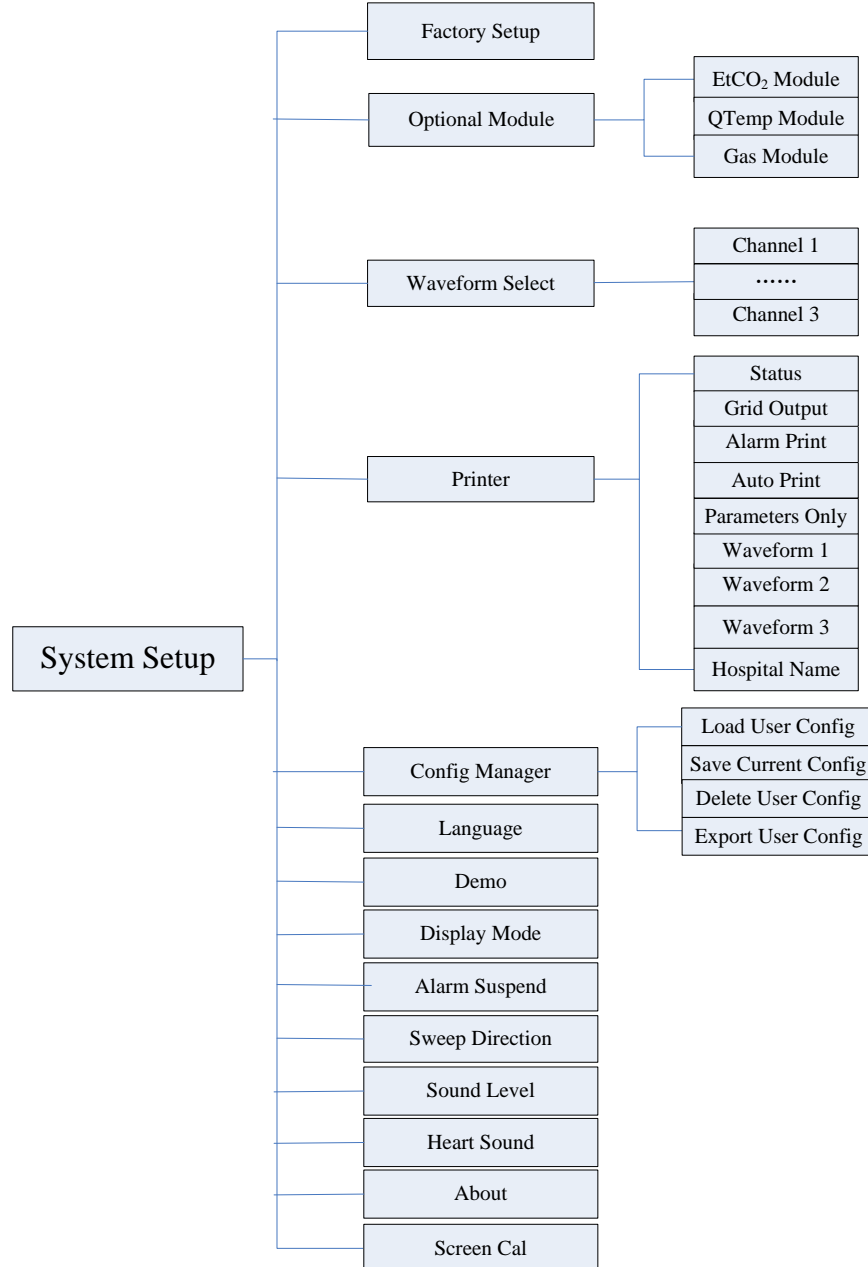 System Setup
Factory Setup
Optional Module
EtCO₂ Module
QTemp Module
Gas Module
Waveform Select
Channel 1
……
Channel 3
Printer
Status
Grid Output
Alarm Print
Auto Print
Parameters Only
Waveform 1
Waveform 2
Waveform 3
Hospital Name
Config Manager
Load User Config
Save Current Config
Delete User Config
Export User Config
Language
Demo
Display Mode
Alarm Suspend
Sweep Direction
Sound Level
Heart Sound
About
Screen Cal